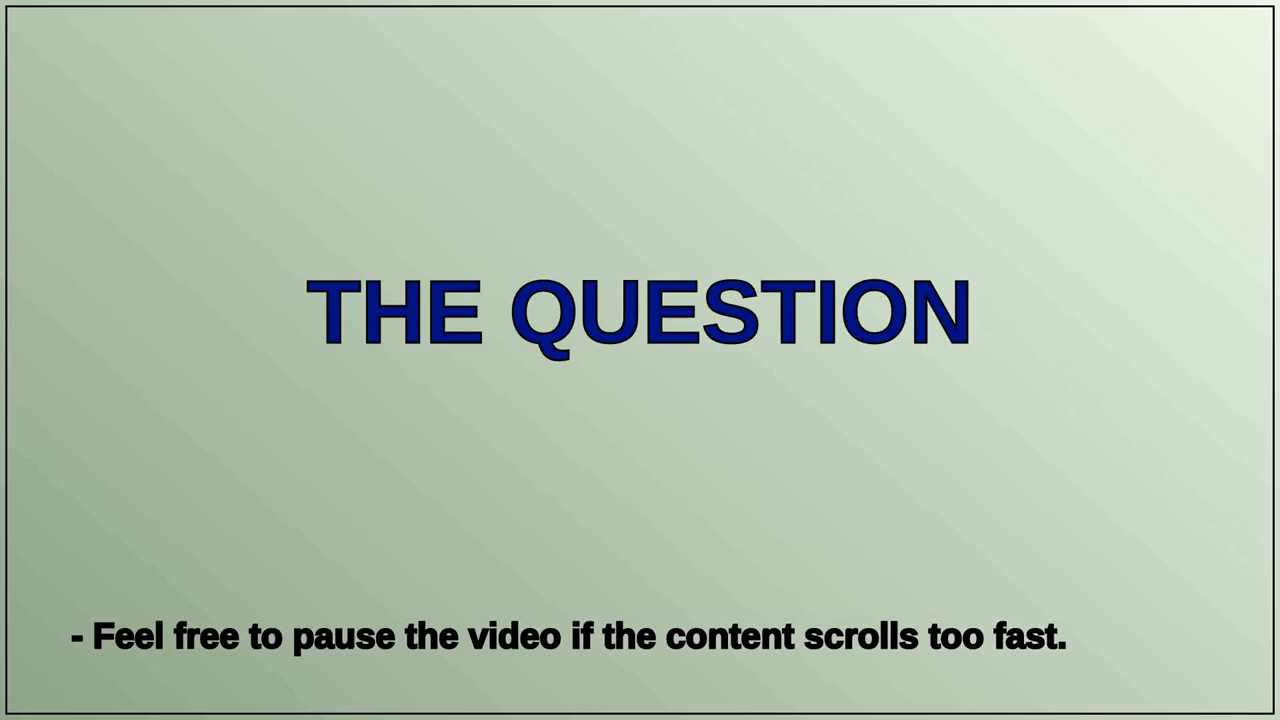 THE QUESTION
- Feel free to pause the video if the content scrolls too fast.